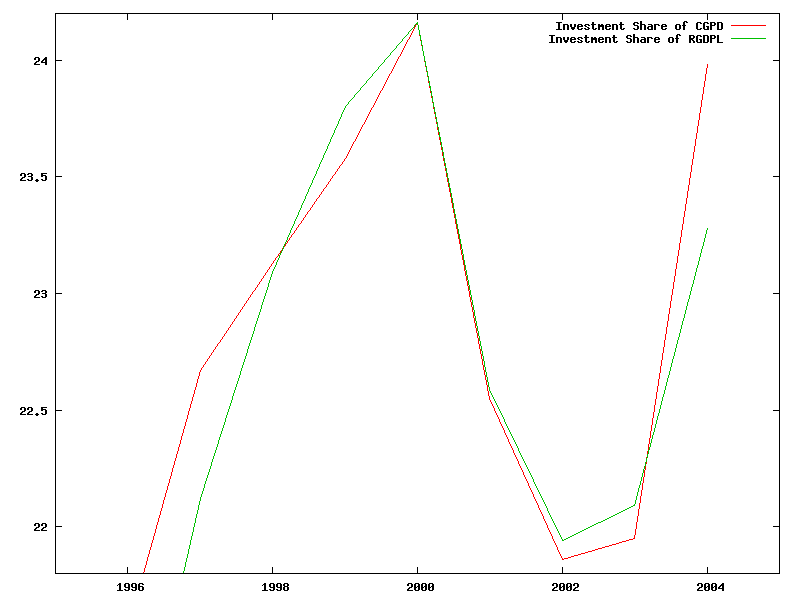 Investment Share of CGPD
Investment Share of RGDPL
24
23.5
23
22.5
22
1996 1998 2000 2002 2004